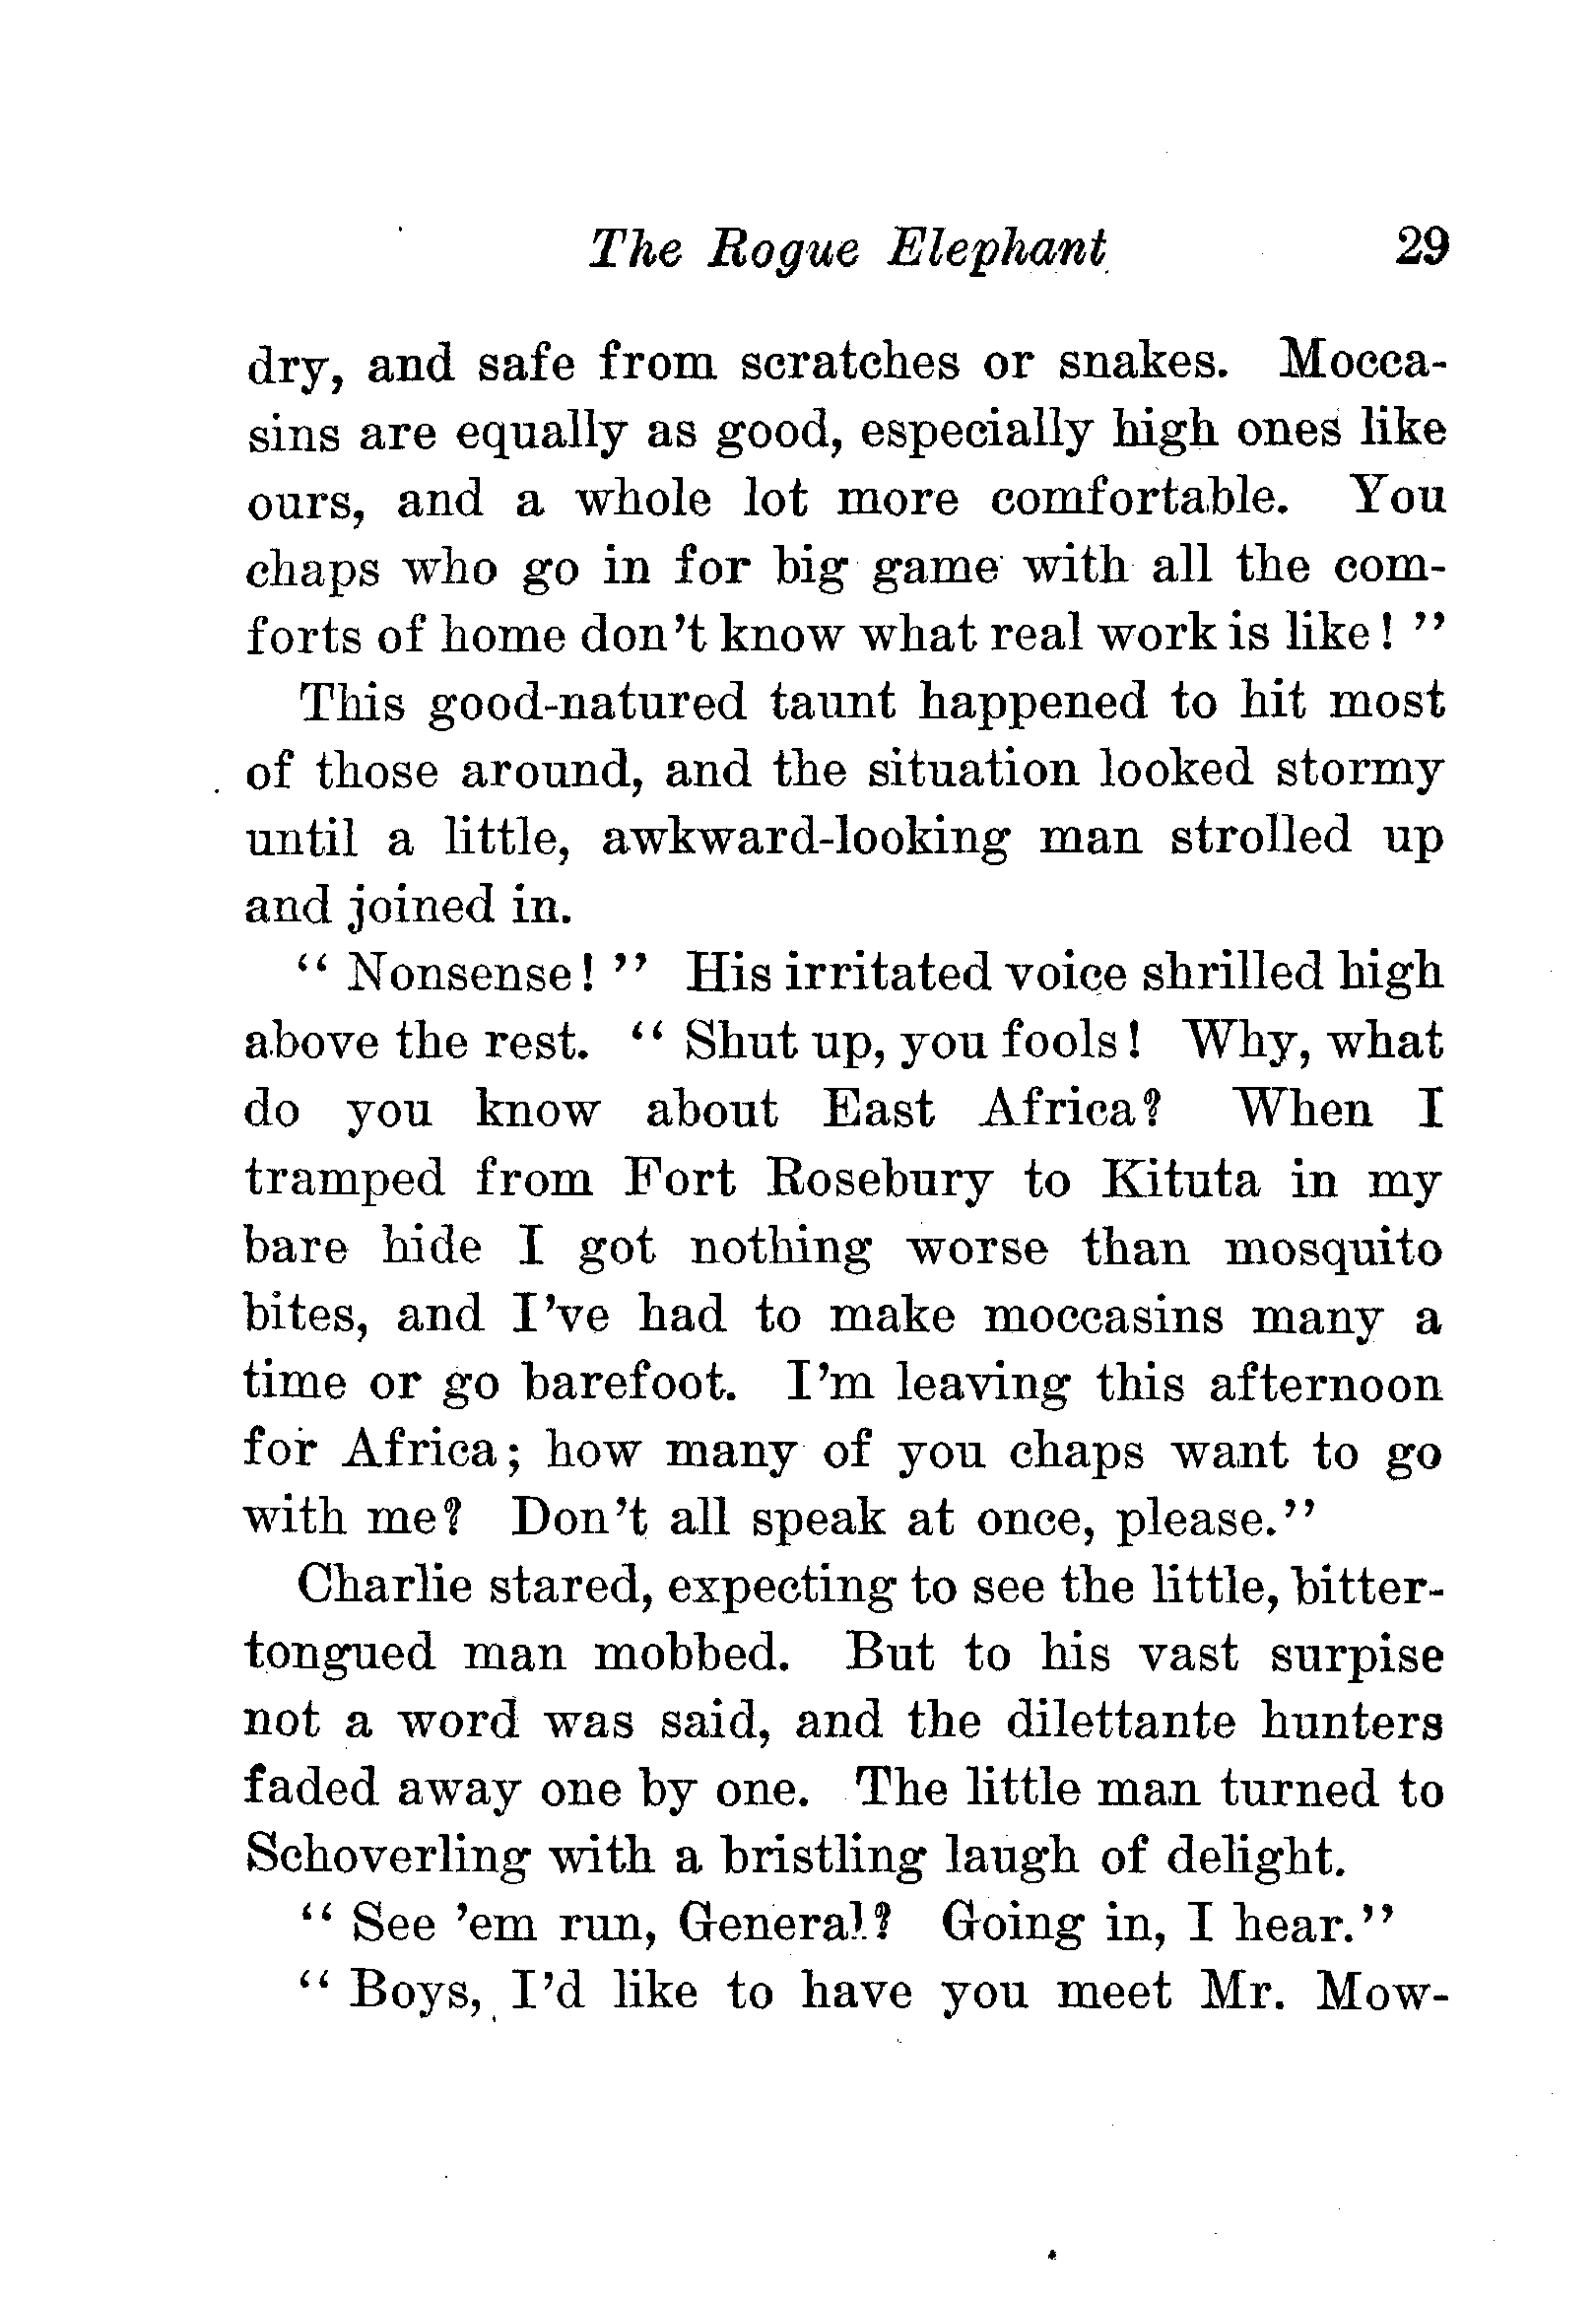 The Rogue Elephant 29
dry, and safe from scratches or snakes. Mocca-
sins are equally as good, especially high ones like
ours, and a whole lot more comfortable. You
chaps who go in for big game with all the com-
forts of home don't know what real work is like! "
This good-natured taunt happened to hit most
of those around, and the situation looked stormy
until a little, awkward-looking man strolled up
and joined in.
" Nonsense! " His irritated voice shrilled high
above the rest. " Shut up, you fools! Why, what
do you know about East Africa? When I
tramped from Fort Rosebury to Kituta in my
bare hide I got nothing worse than mosquito
bites, and I've had to make moccasins many a
time or go barefoot. I'm leaving this afternoon
for Africa; how many of you chaps want to go
with me? Don't all speak at once, please."
Charlie stared, expecting to see the little, bitter-
tongued man mobbed. But to his vast surpise
not a word was said, and the dilettante hunters
faded away one by one. The little man turned to
Schoverling with a bristling laugh of delight.
" See 'em run, General? Going in, I hear."
" Boys, I'd like to have you meet Mr. Mow-